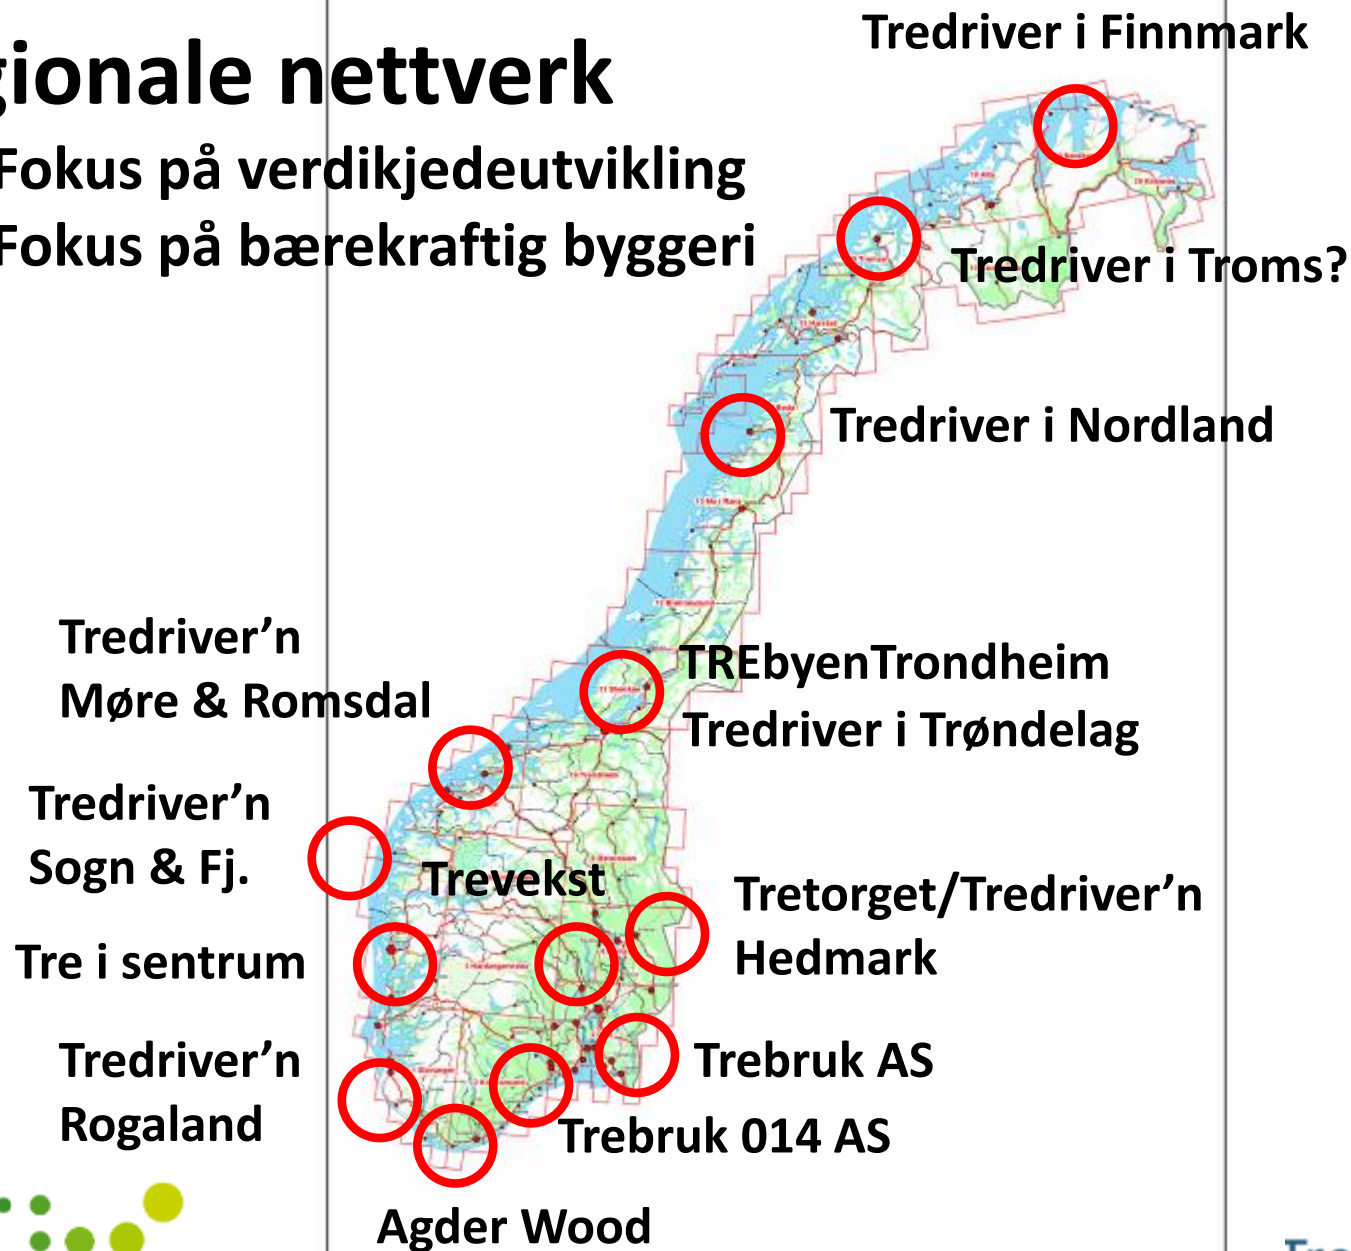 gionale nettverk
Fokus på verdikjedeutvikling
Fokus på bærekraftig byggeri
Tredriver i Finnmark
Tredriver i Troms?
Tredriver i Nordland
Tredriver’n
Møre & Romsdal
TREbyenTrondheim
Tredriver i Trøndelag
Tredriver’n
Sogn & Fj.
Trevekst
Tretorget/Tredriver’n
Hedmark
Tre i sentrum
Tredriver’n
Rogaland
Trebruk AS
Trebruk 014 AS
Agder Wood